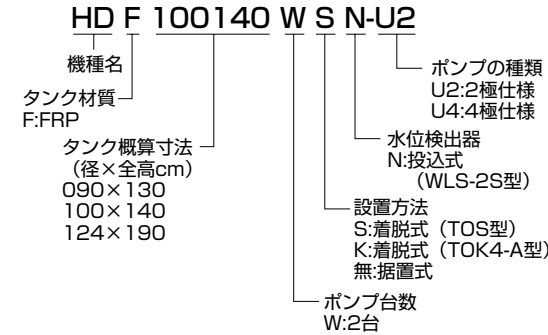 HD F 100140 W S N-U2
機種名
タンク材質
F:FRP
タンク概算寸法
（径×全高cm）
090×130
100×140
124×190
ポンプの種類
U2:2極仕様
U4:4極仕様
水位検出器
N:投込式
（WLS-2S型）
設置方法
S:着脱式（TOS型）
K:着脱式（TOK4-A型）
無:据置式
ポンプ台数
W:2台